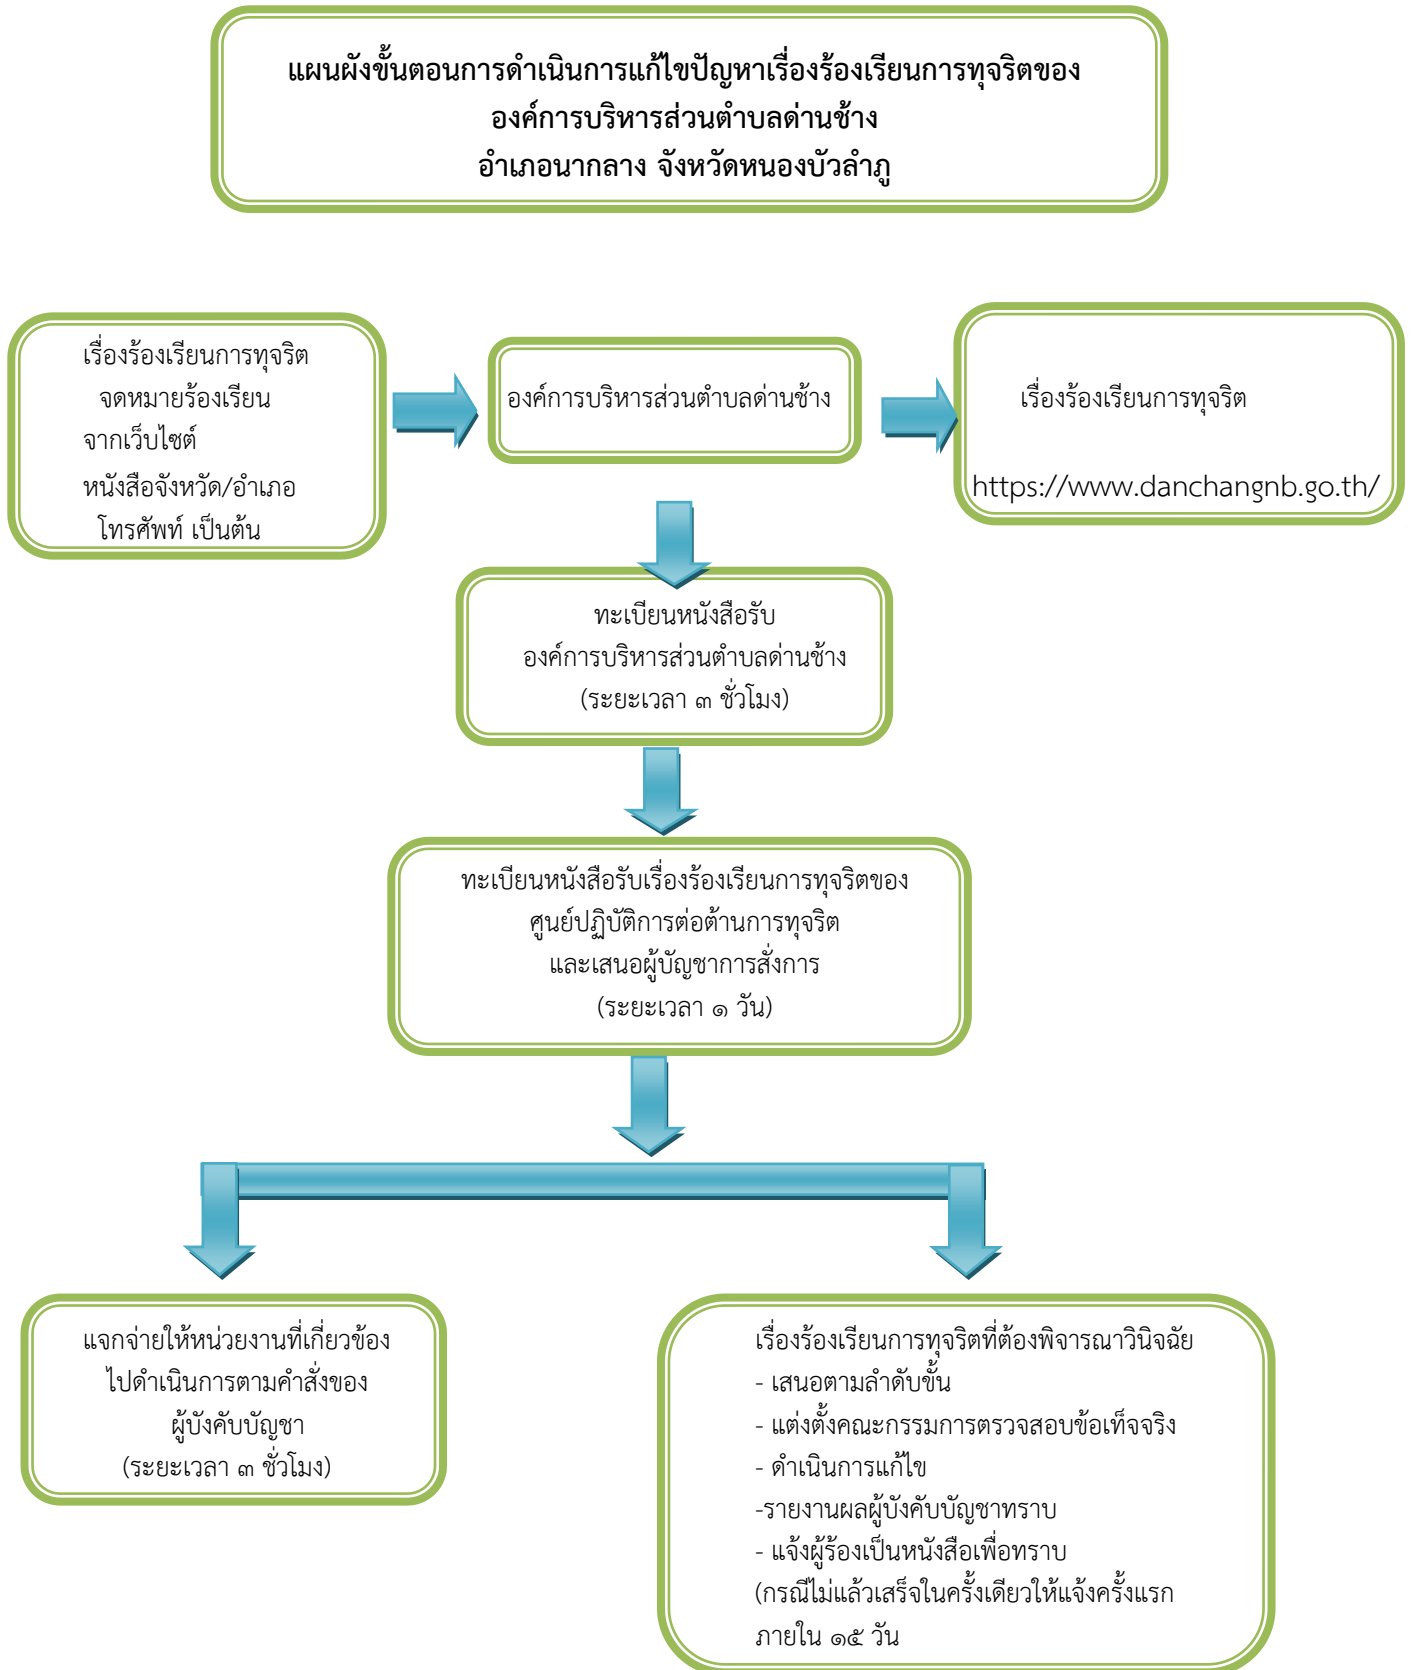 แผนผังขั้นตอนการดำเนินการแก้ไขปัญหาเรื่องร้องเรียนการทุจริตของ
องค์การบริหารส่วนตำบลด่านช้าง
อำเภอนากลาง จังหวัดหนองบัวลำภู
เรื่องร้องเรียนการทุจริต
จดหมายร้องเรียน
จากเว็บไซต์
หนังสือจังหวัด/อำเภอ
โทรศัพท์ เป็นต้น
องค์การบริหารส่วนตำบลด่านช้าง
เรื่องร้องเรียนการทุจริต
https://www.danchangnb.go.th/
ทะเบียนหนังสือรับ
องค์การบริหารส่วนตำบลด่านช้าง
(ระยะเวลา ๓ ชั่วโมง)
ทะเบียนหนังสือรับเรื่องร้องเรียนการทุจริตของ
ศูนย์ปฏิบัติการต่อต้านการทุจริต
และเสนอผู้บัญชาการสั่งการ
(ระยะเวลา ๑ วัน)
แจกจ่ายให้หน่วยงานที่เกี่ยวข้อง
ไปดำเนินการตามคำสั่งของ
ผู้บังคับบัญชา
(ระยะเวลา ๓ ชั่วโมง)
เรื่องร้องเรียนการทุจริตที่ต้องพิจารณาวินิจฉัย
- เสนอตามลำดับขั้น
- แต่งตั้งคณะกรรมการตรวจสอบข้อเท็จจริง
- ดำเนินการแก้ไข
-รายงานผลผู้บังคับบัญชาทราบ
- แจ้งผู้ร้องเป็นหนังสือเพื่อทราบ
(กรณีไม่แล้วเสร็จในครั้งเดียวให้แจ้งครั้งแรก
ภายใน ๑๕ วัน